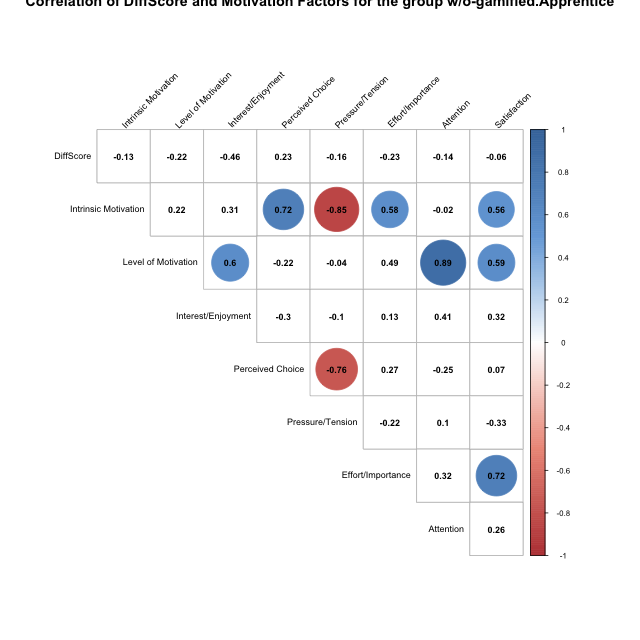 Correlation of DiffScore and Motivation Factors for the group w/o-gamified.Apprentice
Intrinsic Motivation
Level of Motivation
Interest/Enjoyment
Perceived Choice
Pressure/Tension
Effort/Importance
Attention
Satisfaction
DiffScore -0.13 -0.22 -0.46 0.23 -0.16 -0.23 -0.14 -0.06
Intrinsic Motivation 0.22 0.31 0.72 -0.85 0.58 -0.02 0.56
Level of Motivation 0.6 -0.22 -0.04 0.49 0.89 0.59
Interest/Enjoyment -0.3 -0.1 0.13 0.41 0.32
Perceived Choice -0.76 0.27 -0.25 0.07
Pressure/Tension -0.22 0.1 -0.33
Effort/Importance 0.32 0.72
Attention 0.26
1
0.8
0.6
0.4
0.2
0
-0.2
-0.4
-0.6
-0.8
-1